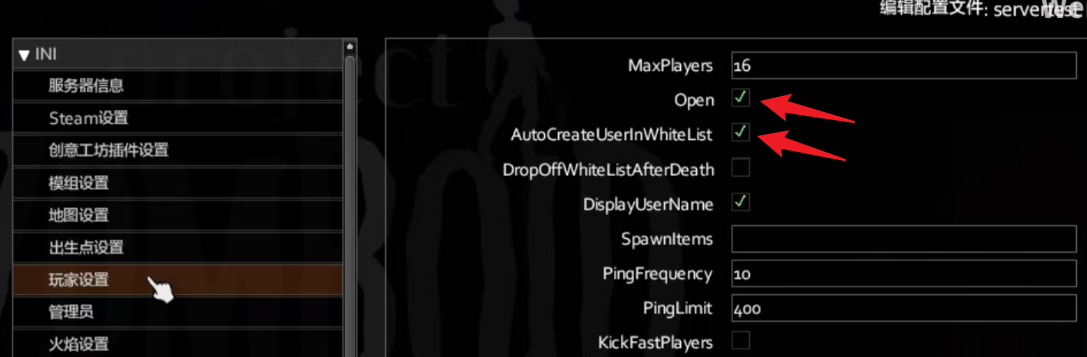 编辑配置文件: servertest
INI
服务器信息
Steam设置
创意工坊插件设置
模组设置
地图设置
出生点设置
玩家设置
管理员
火焰设置
MaxPlayers 16
Open
AutoCreateUserInWhiteList
DropOffWhiteListAfterDeath
DisplayUserName
SpawnItems
PingFrequency 10
PingLimit 400
KickFastPlayers